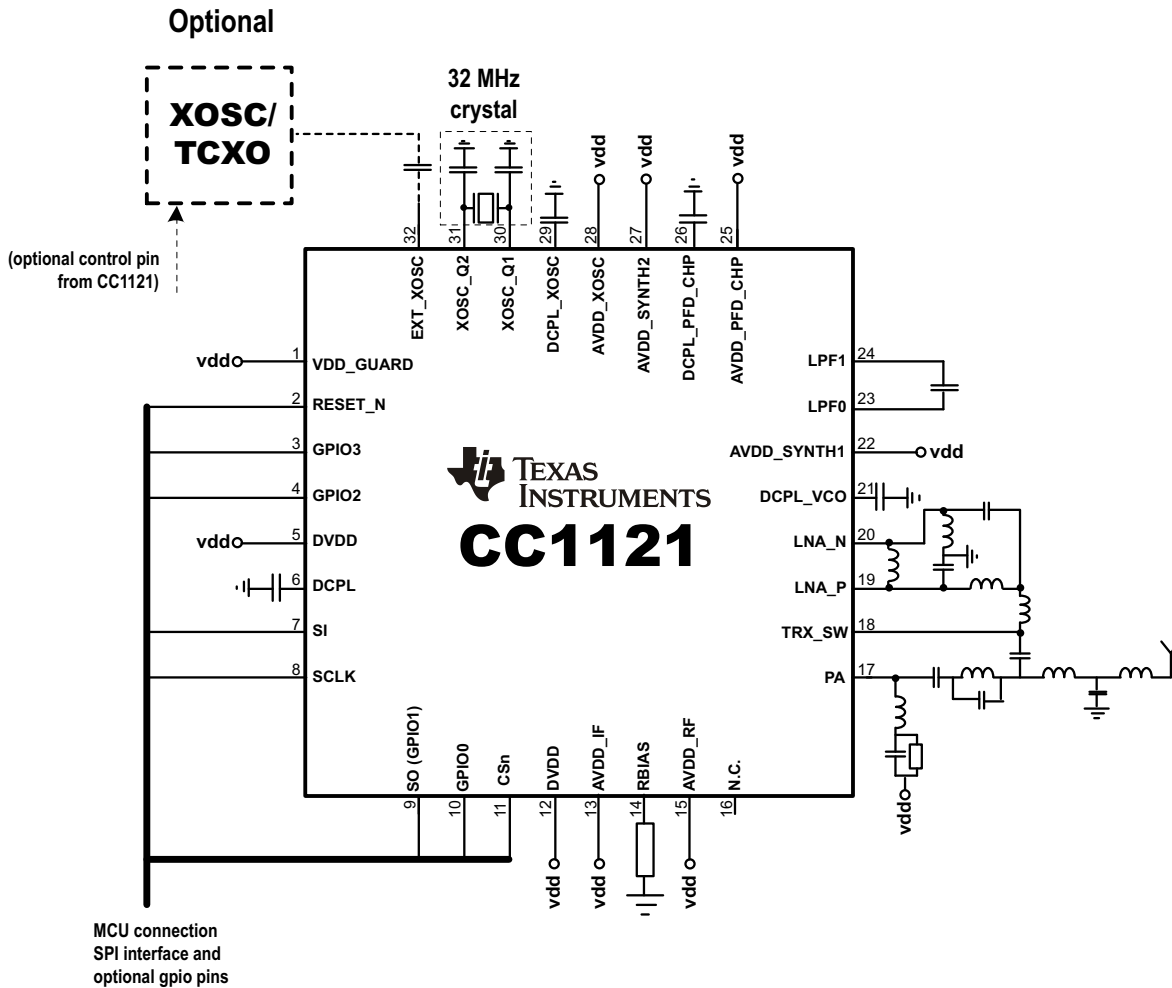 Optional
XOSC/
TCXO
(optional control pin
from CC1121)
32 MHz
crystal
vdd
vdd
vdd
32
31
30
29
28
27
26
25
EXT_XOSC
XOSC_Q2
XOSC_Q1
DCPL_XOSC
AVDD_XOSC
AVDD_SYNTH2
DCPL_PFD_CHP
AVDD_PFD_CHP
vdd 1 VDD_GUARD
2 RESET_N
3 GPIO3
4 GPIO2
vdd 5 DVDD
6 DCPL
7 SI
8 SCLK
TEXAS
INSTRUMENTS
CC1121
LPF1 24
LPF0 23
AVDD_SYNTH1 22 vdd
DCPL_VCO 21
LNA_N 20
LNA_P 19
TRX_SW 18
PA 17
vdd
SO (GPIO1)
GPIO0
CSn
DVDD
AVDD_IF
RBIAS
AVDD_RF
N.C.
9
10
11
12
13
14
15
16
vdd
vdd
vdd
MCU connection
SPI interface and
optional gpio pins